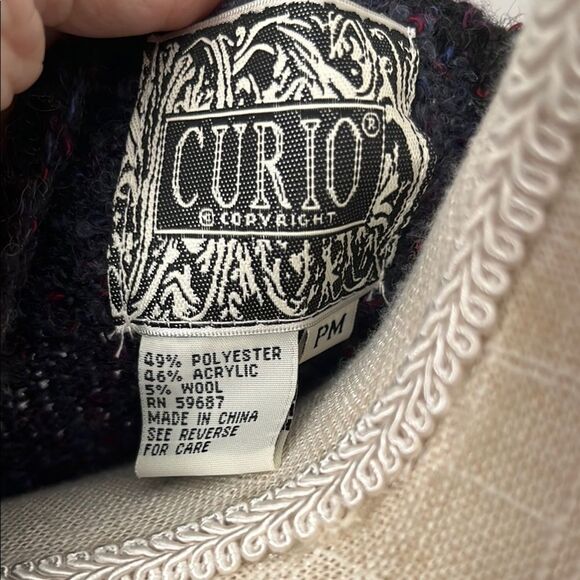 CURIO®
© COPYRIGHT
PM
49% POLYESTER
46% ACRYLIC
5% WOOL
RN 59687
MADE IN CHINA
SEE REVERSE
FOR CARE